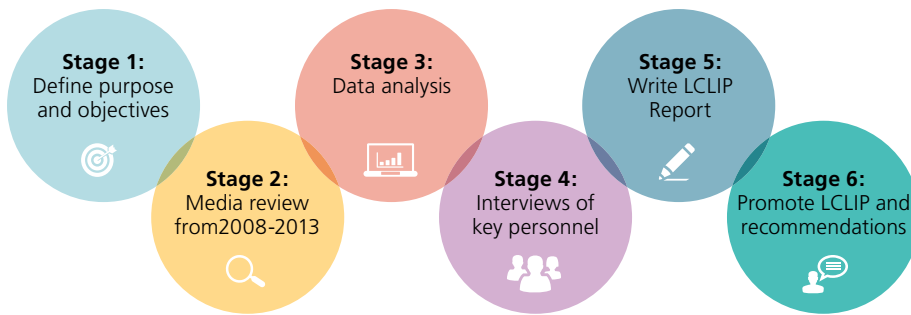 Stage 1:
Define purpose
and objectives
Stage 2:
Media review
from2008-2013
Stage 3:
Data analysis
Stage 4:
Interviews of
key personnel
Stage 5:
Write LCLIP
Report
Stage 6:
Promote LCLIP and
recommendations